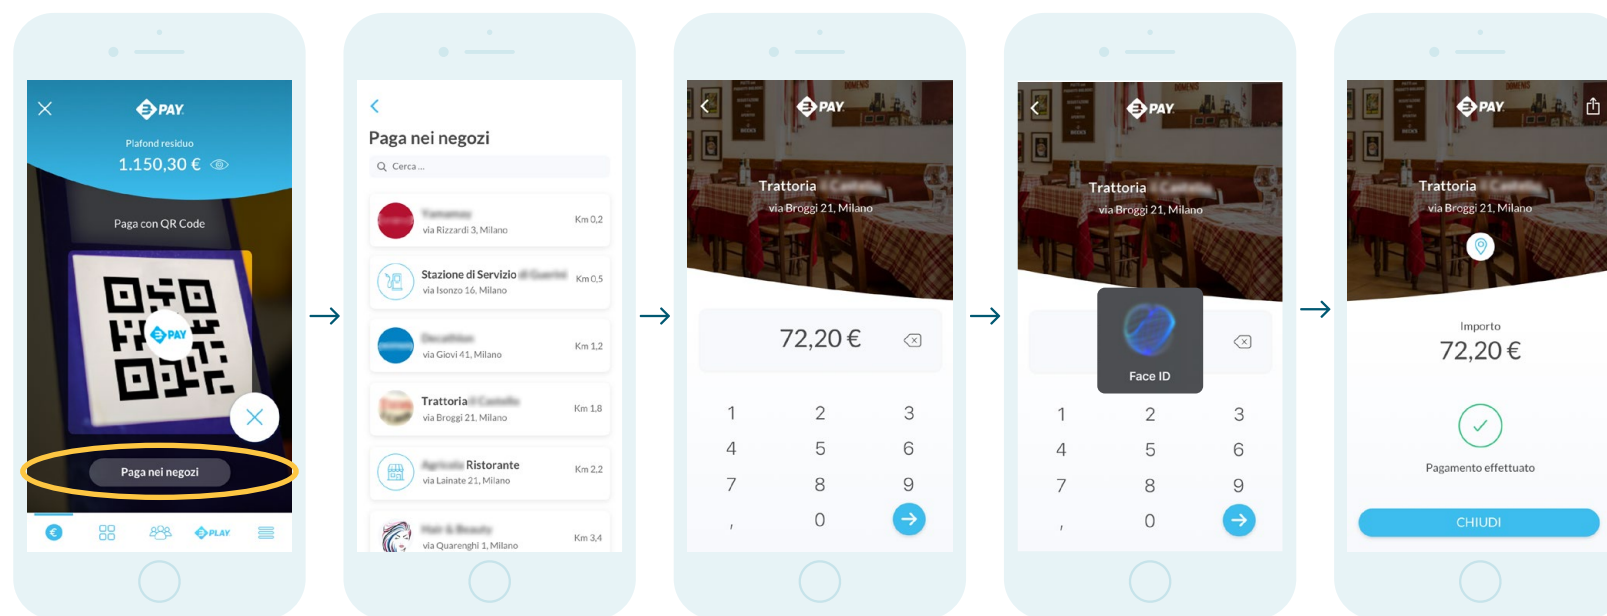 PAY
Plafond residuo
1.150,30 €
Paga con QR Code
PAY
Paga nei negozi
€
PLAY
Paga nei negozi
Cerca ...
via Rizzardi 3, Milano
Km 0,2
Stazione di Servizio
via Isonzo 16, Milano
Km 0,5
via Giovi 41, Milano
Km 1,2
Trattoria
via Broggi 21, Milano
Km 1,8
Ristorante
via Lainate 21, Milano
Km 2,2
Hair & Beauty
via Quarenghi 1, Milano
Km 3,4
PAY
Trattoria
via Broggi 21, Milano
72,20 €
1 2 3
4 5 6
7 8 9
, 0
PAY
Trattoria
via Broggi 21, Milano
Face ID
1 2 3
4 5 6
7 8 9
, 0
PAY
Trattoria
via Broggi 21, Milano
Importo
72,20 €
Pagamento effettuato
CHIUDI